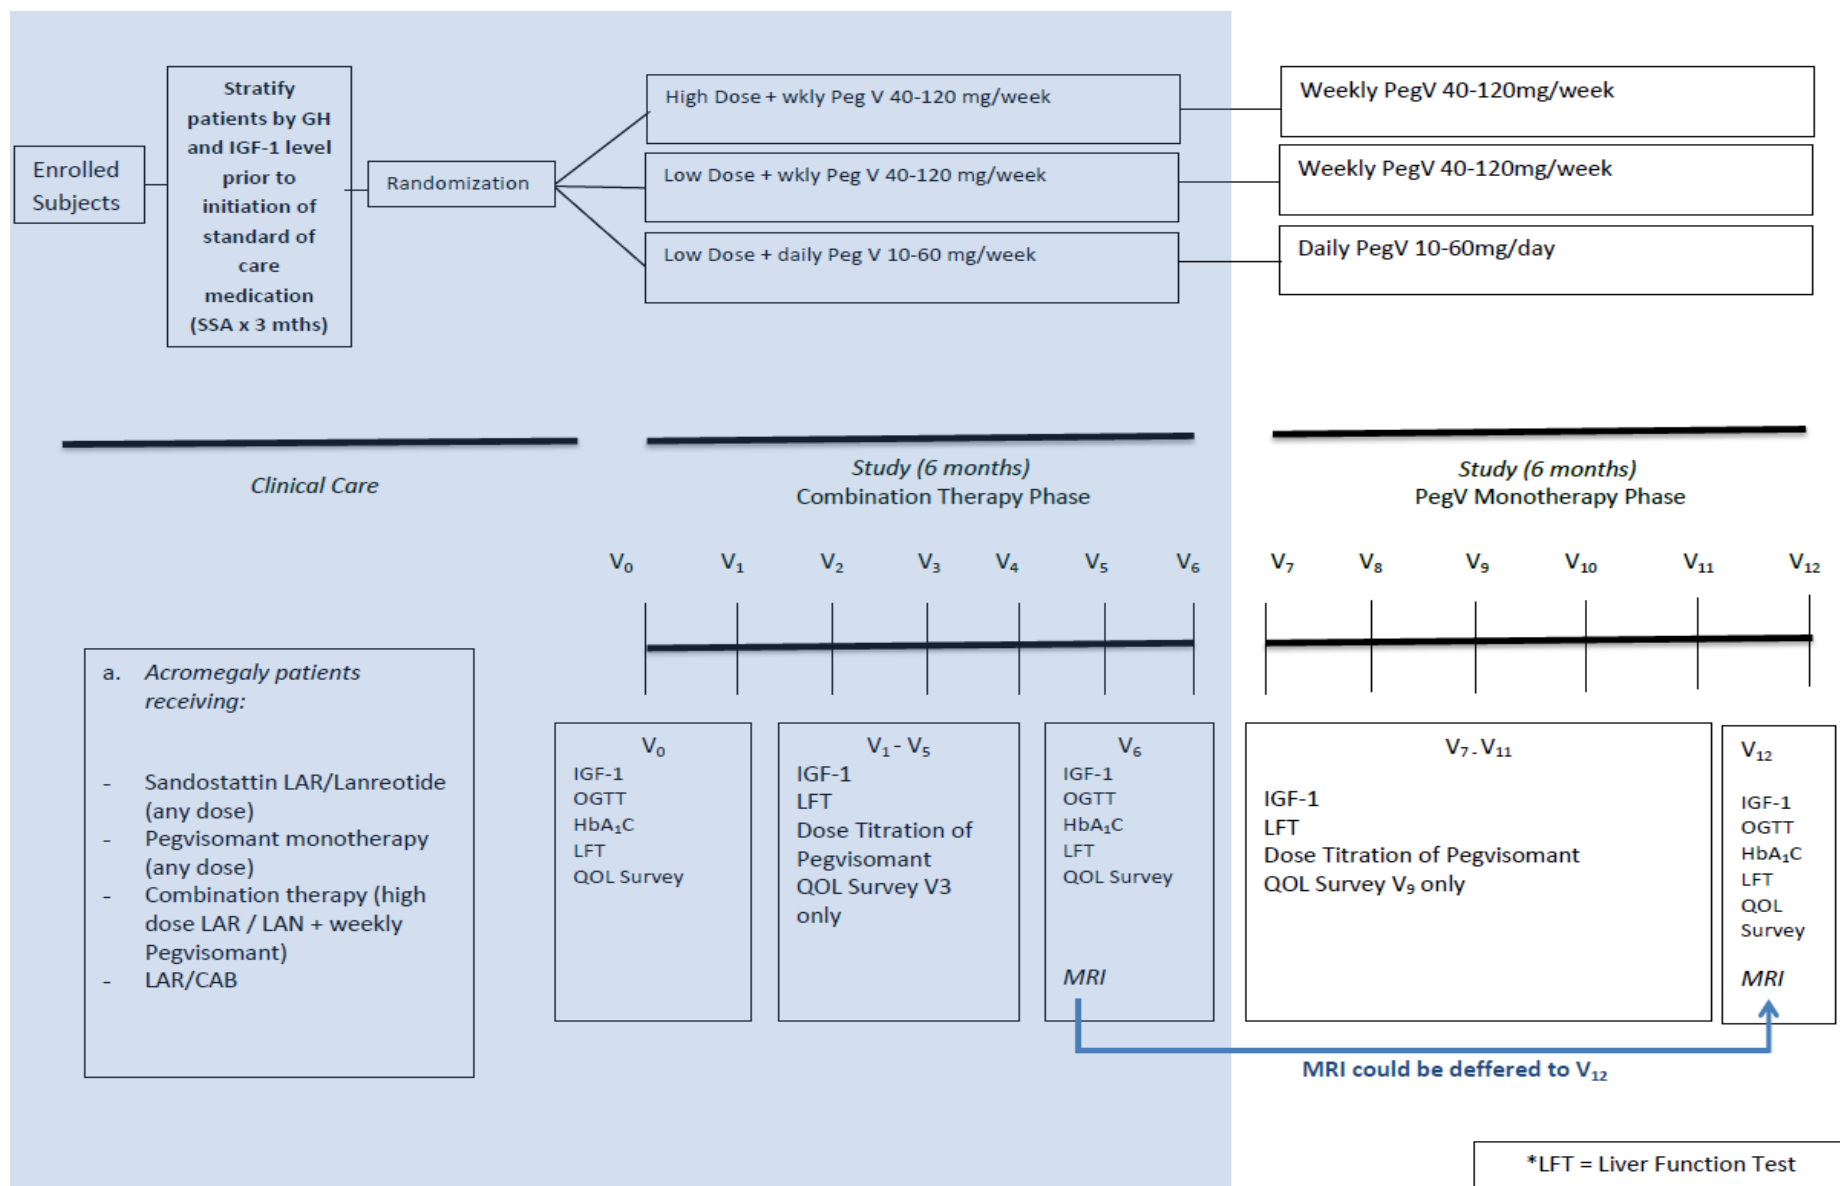 Enrolled
Subjects
Stratify
patients by GH
and IGF-1 level
prior to
initiation of
standard of
care
medication
(SSA x 3 mths)
Randomization
High Dose + wkly Peg V 40-120 mg/week
Low Dose + wkly Peg V 40-120 mg/week
Low Dose + daily Peg V 10-60 mg/week
Weekly PegV 40-120mg/week
Weekly PegV 40-120mg/week
Daily PegV 10-60mg/day
Clinical Care
Study (6 months)
Combination Therapy Phase
Study (6 months)
PegV Monotherapy Phase
V₀ V₁ V₂ V₃ V₄ V₅ V₆ V₇ V₈ V₉ V₁₀ V₁₁ V₁₂
a. Acromegaly patients
receiving:
- Sandostattin LAR/Lanreotide
(any dose)
- Pegvisomant monotherapy
(any dose)
- Combination therapy (high
dose LAR / LAN + weekly
Pegvisomant)
- LAR/CAB
V₀
IGF-1
OGTT
HbA₁C
LFT
QOL Survey
V₁ - V₅
IGF-1
LFT
Dose Titration of
Pegvisomant
QOL Survey V3
only
V₆
IGF-1
OGTT
HbA₁C
LFT
QOL Survey
MRI
V₇ - V₁₁
IGF-1
LFT
Dose Titration of Pegvisomant
QOL Survey V₉ only
V₁₂
IGF-1
OGTT
HbA₁C
LFT
QOL
Survey
MRI
MRI could be deffered to V₁₂
*LFT = Liver Function Test